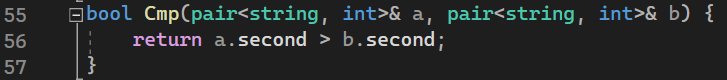 55 bool Cmp(pair<string, int>& a, pair<string, int>& b) {
56 return a.second > b.second;
57 }